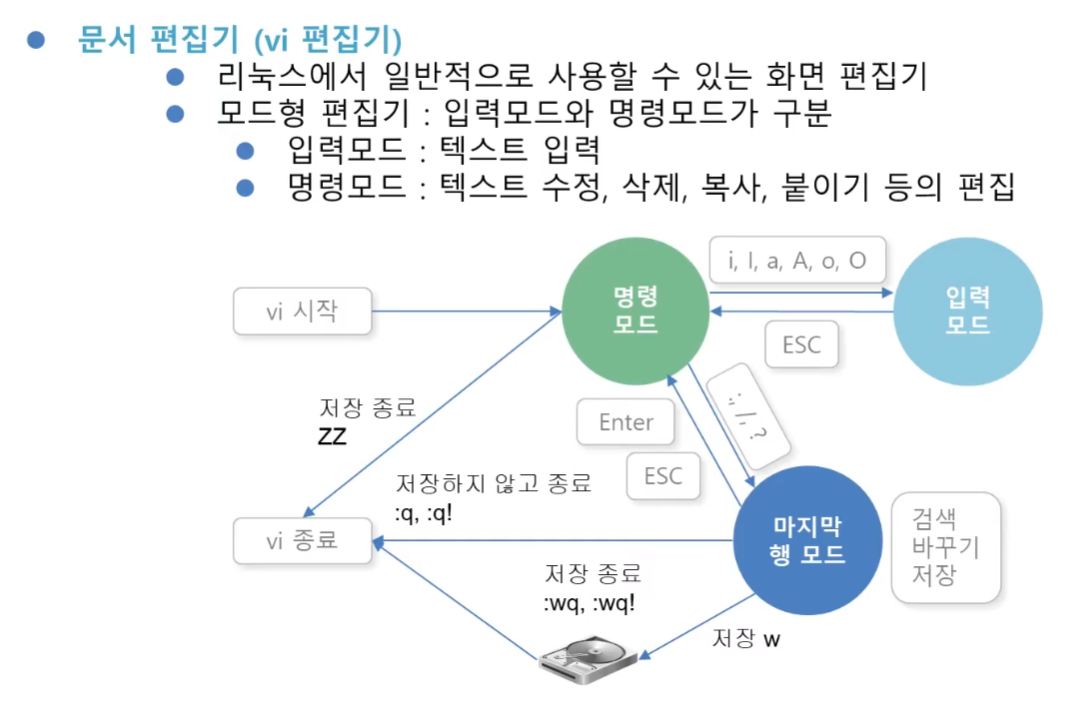 문서 편집기 (vi 편집기)
리눅스에서 일반적으로 사용할 수 있는 화면 편집기
모드형 편집기 : 입력모드와 명령모드가 구분
입력모드 : 텍스트 입력
명령모드 : 텍스트 수정, 삭제, 복사, 붙이기 등의 편집
vi 시작
명령
모드
i, I, a, A, o, O
입력
모드
ESC
:, /, ?
저장 종료
ZZ
Enter
ESC
저장하지 않고 종료
:q, :q!
vi 종료
마지막
행 모드
검색
바꾸기
저장
저장 종료
:wq, :wq!
저장 w